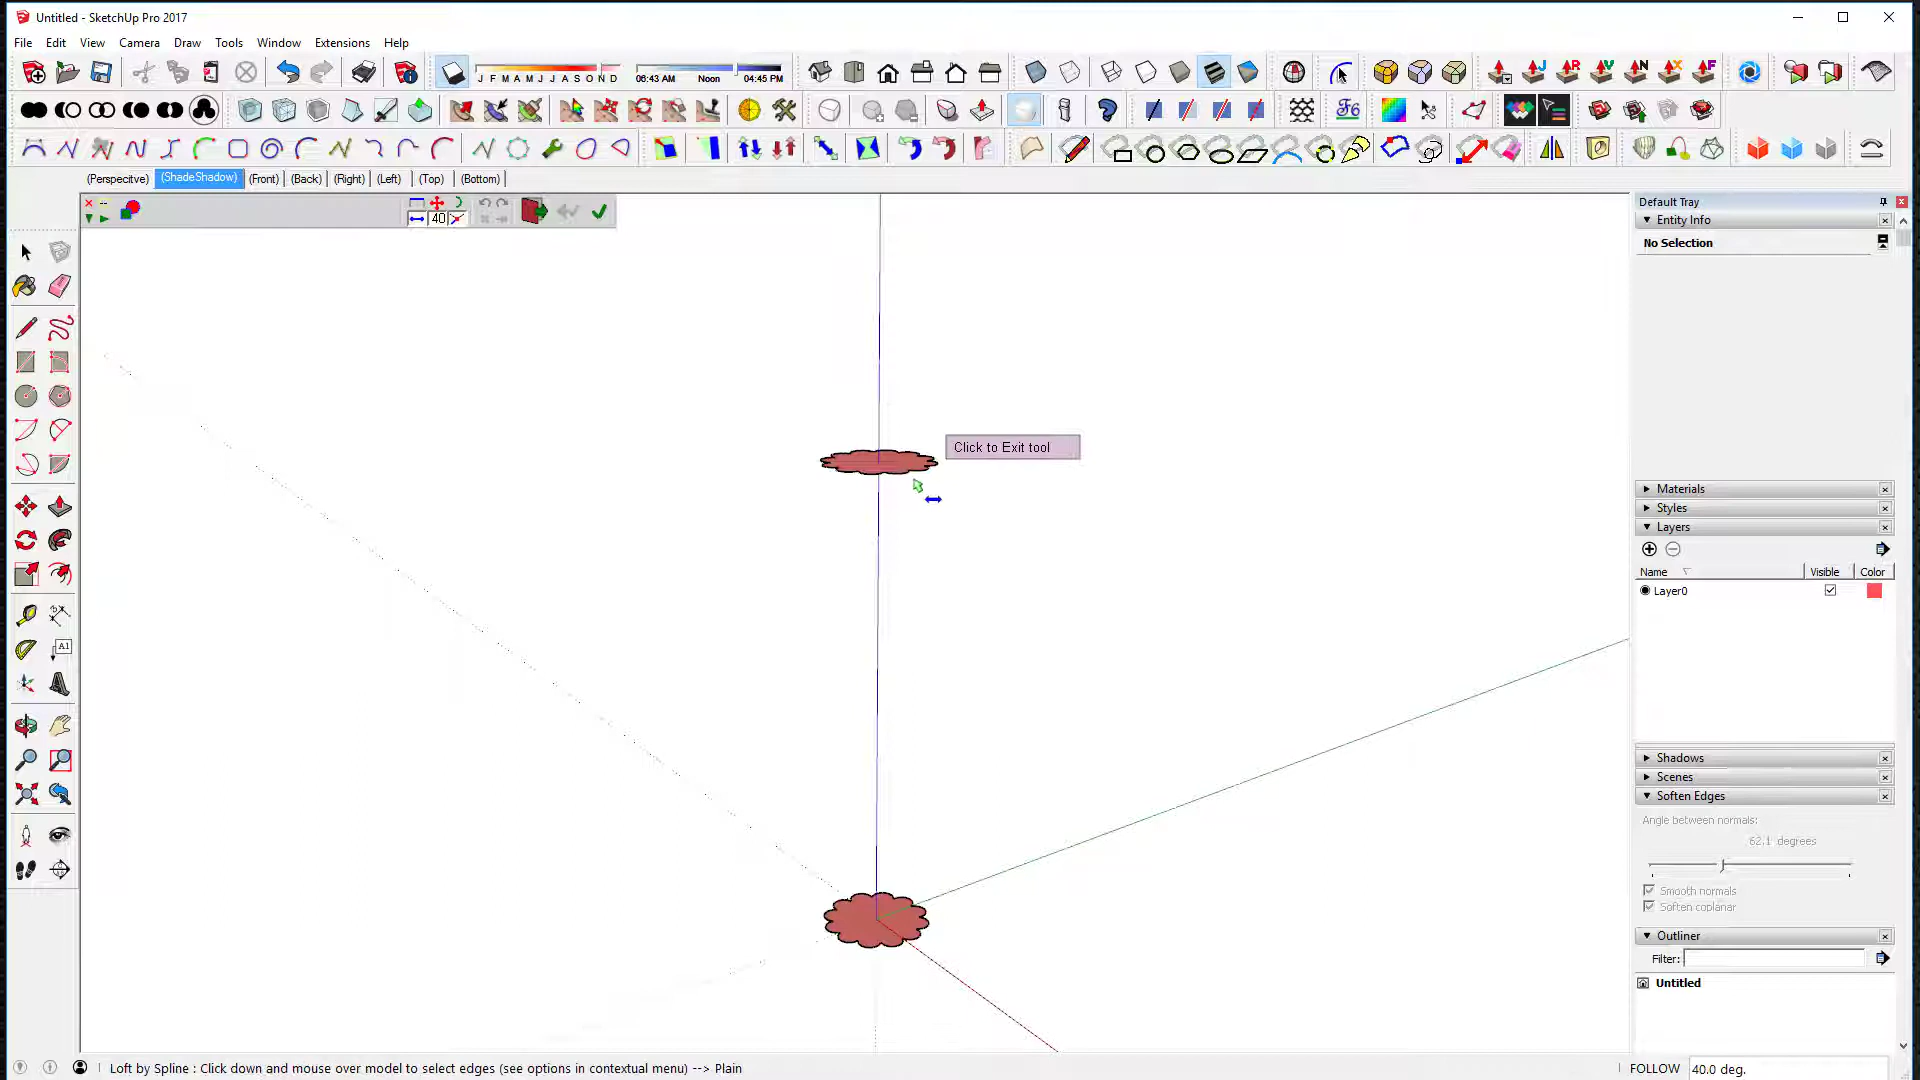 Untitled - SketchUp Pro 2017
File Edit View Camera Draw Tools Window Extensions Help
J F M A M J J A S O N D
06:43 AM Noon 04:45 PM
J R V N X F
F6
(Perspective) (ShadeShadow) (Front) (Back) (Right) (Left) (Top) (Bottom)
40
Click to Exit tool
A1
Default Tray
Entity Info
No Selection
Materials
Styles
Layers
Name Visible Color
Layer0
Shadows
Scenes
Soften Edges
Angle between normals:
62.1 degrees
Smooth normals
Soften coplanar
Outliner
Filter:
Untitled
Loft by Spline : Click down and mouse over model to select edges (see options in contextual menu) --> Plain
FOLLOW 40.0 deg.